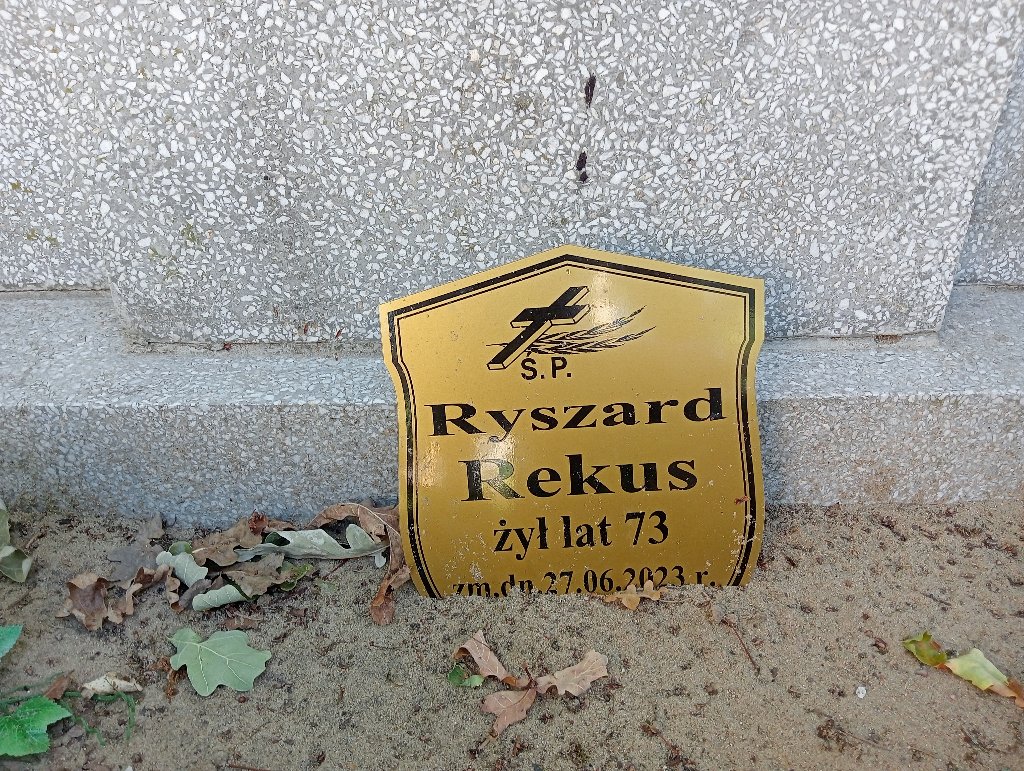 Ś.P.
Ryszard
Rekus
żył lat 73
zm.dn.27.06.2023 r.